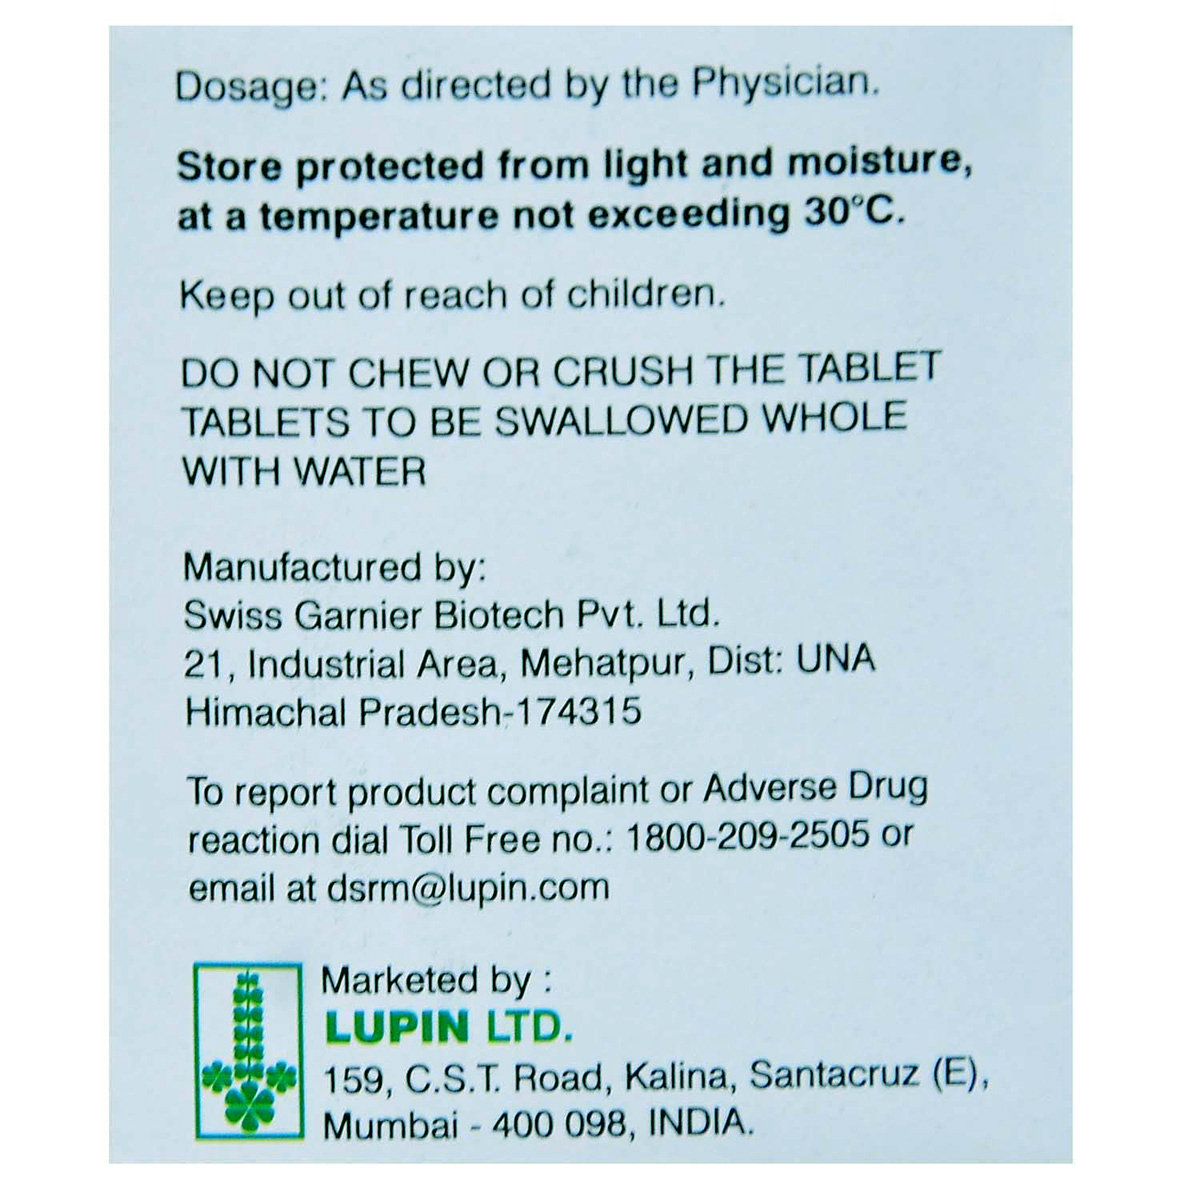 Dosage: As directed by the Physician.
Store protected from light and moisture,
at a temperature not exceeding 30°C.
Keep out of reach of children.
DO NOT CHEW OR CRUSH THE TABLET
TABLETS TO BE SWALLOWED WHOLE
WITH WATER
Manufactured by:
Swiss Garnier Biotech Pvt. Ltd.
21, Industrial Area, Mehatpur, Dist: UNA
Himachal Pradesh-174315
To report product complaint or Adverse Drug
reaction dial Toll Free no.: 1800-209-2505 or
email at dsrm@lupin.com
Marketed by :
LUPIN LTD.
159, C.S.T. Road, Kalina, Santacruz (E),
Mumbai - 400 098, INDIA.